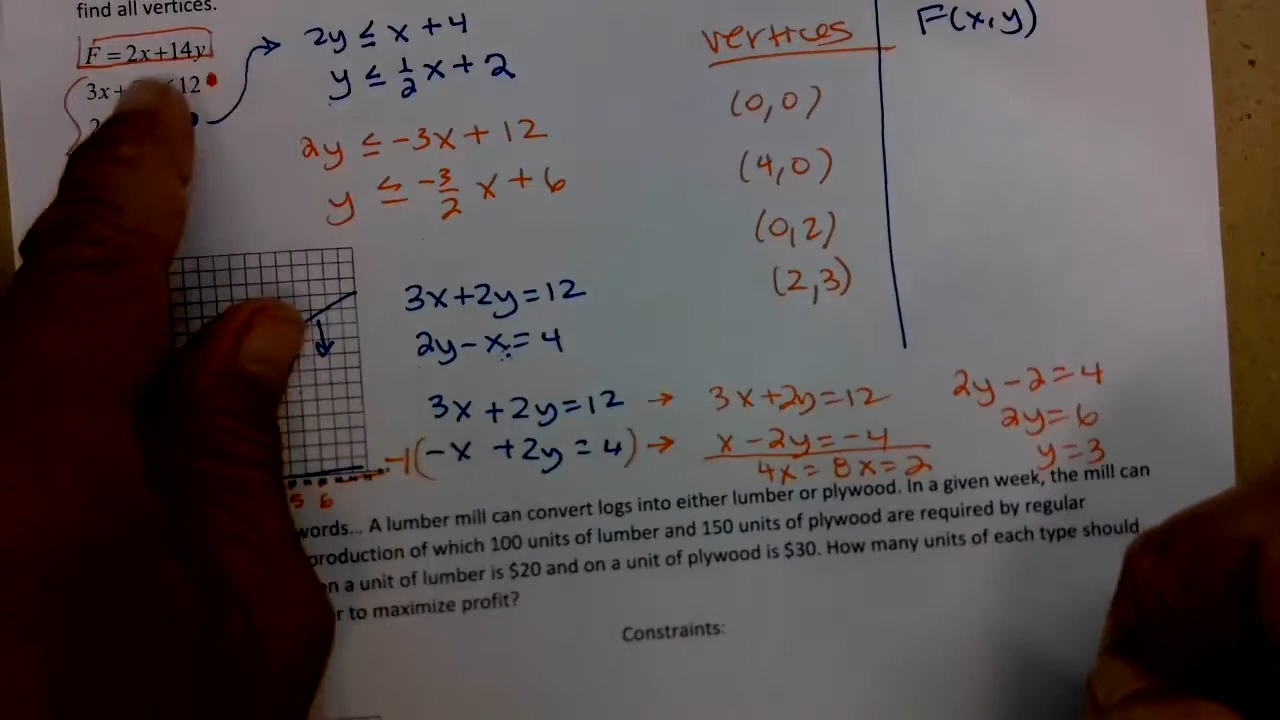 find all vertices.
F = 2x+14y
3x+
12
2
2y ≤ x + 4
y ≤ 1/2 x + 2
2y ≤ -3x + 12
y ≤ -3/2 x + 6
3x+2y=12
2y-x=4
3x+2y=12 → 3x+2y=12
-1(-x +2y=4) → x-2y=-4
4x=8 x=2
2y-2=4
2y=6
y=3
vertices
(0,0)
(4,0)
(0,2)
(2,3)
F(x,y)
5 6
words... A lumber mill can convert logs into either lumber or plywood. In a given week, the mill can
production of which 100 units of lumber and 150 units of plywood are required by regular
on a unit of lumber is $20 and on a unit of plywood is $30. How many units of each type should
to maximize profit?
Constraints: